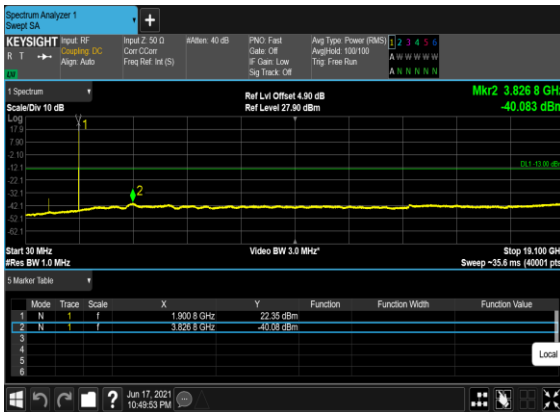 Spectrum Analyzer 1
Swept SA
+
KEYSIGHT Input: RF Input Z: 50 Ω #Atten: 40 dB PNO: Fast Avg Type: Power (RMS) 1 2 3 4 5 6
R T Coupling: DC Corr CCorr Gate: Off Avg|Hold: 100/100 A W W W W W
Align: Auto Freq Ref: Int (S) IF Gain: Low Trig: Free Run
Sig Track: Off A N N N N N
1 Spectrum Ref Lvl Offset 4.90 dB Mkr2 3.826 8 GHz
Scale/Div 10 dB Ref Level 27.90 dBm -40.083 dBm
Log
17.9
7.90
-2.10
-12.1
DL1 -13.00 dBm
-22.1
-32.1
-42.1
-52.1
-62.1
1
2
Start 30 MHz Video BW 3.0 MHz* Stop 19.100 GH
#Res BW 1.0 MHz Sweep ~35.6 ms (40001 pts
5 Marker Table
Mode Trace Scale X Y Function Function Width Function Value
1 N 1 f 1.900 8 GHz 22.35 dBm
2 N 1 f 3.826 8 GHz -40.08 dBm
3
4
5
6
Local
? Jun 17, 2021
10:49:53 PM